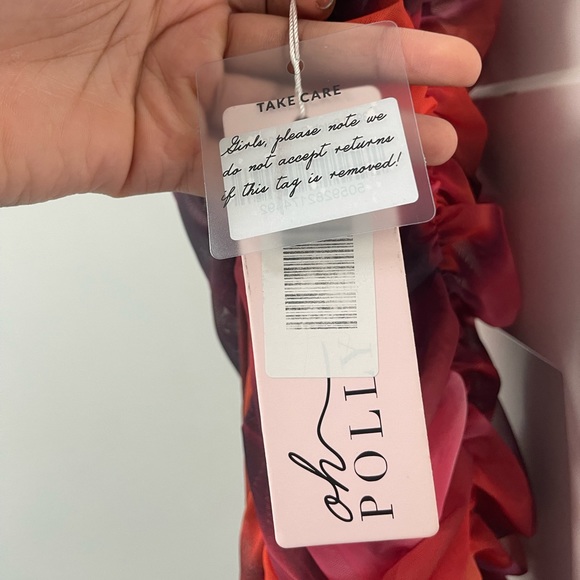 TAKE CARE
Girls, please note we
do not accept returns
if this tag is removed!
oh
POLLY